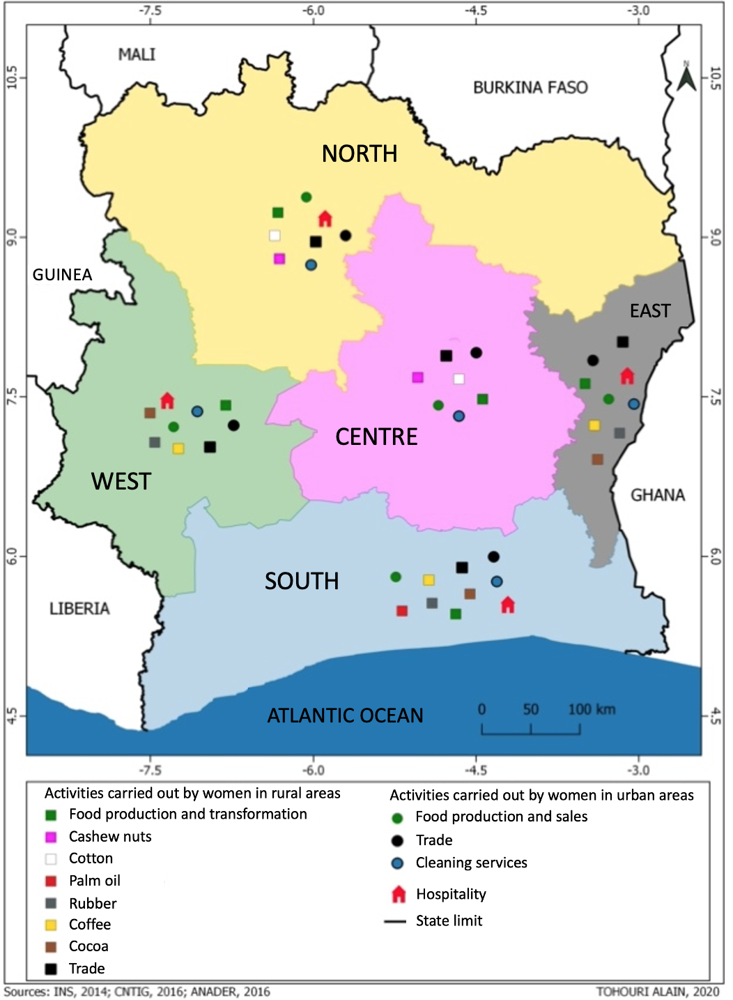 -7.5 -6.0 -4.5 -3.0
MALI
N
10.5 10.5
BURKINA FASO
NORTH
9.0 9.0
GUINEA
EAST
7.5 7.5
CENTRE
WEST
GHANA
6.0 6.0
SOUTH
LIBERIA
ATLANTIC OCEAN
0 50 100 km
4.5 4.5
-7.5 -6.0 -4.5 -3.0
Activities carried out by women in rural areas
Food production and transformation
Cashew nuts
Cotton
Palm oil
Rubber
Coffee
Cocoa
Trade
Activities carried out by women in urban areas
Food production and sales
Trade
Cleaning services
Hospitality
State limit
Sources: INS, 2014; CNTIG, 2016; ANADER, 2016
TOHOURI ALAIN, 2020